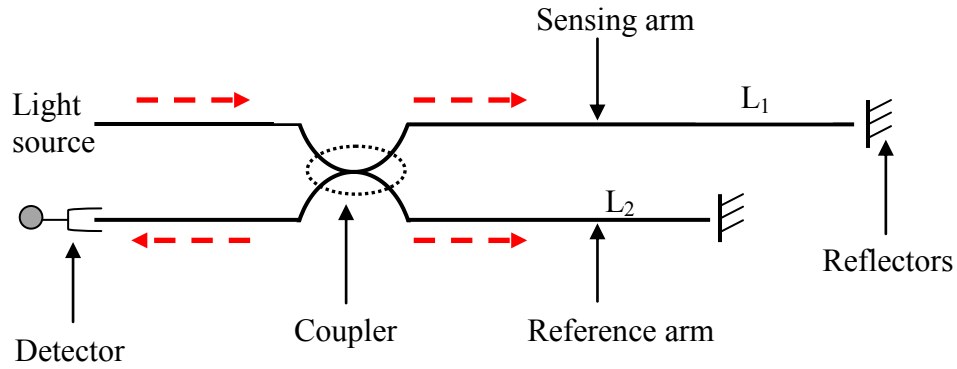 Sensing arm
Light
source
L₁
L₂
Reflectors
Detector
Coupler
Reference arm